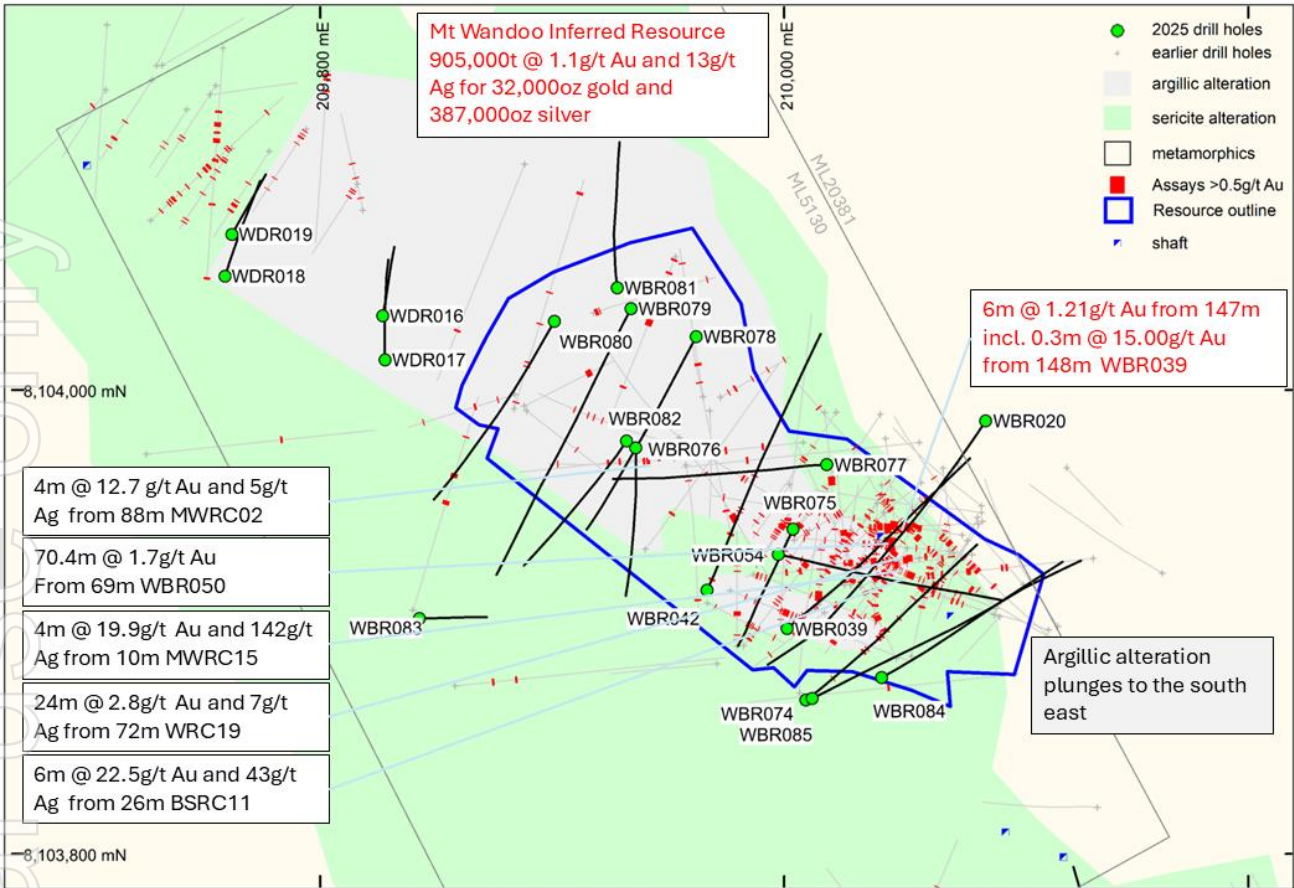 Mt Wandoo Inferred Resource
905,000t @ 1.1g/t Au and 13g/t
Ag for 32,000oz gold and
387,000oz silver
209,800 mE
210,000 mE
2025 drill holes
earlier drill holes
argillic alteration
sericite alteration
metamorphics
Assays >0.5g/t Au
Resource outline
shaft
ML20381
ML5130
WDR019
WDR018
WDR016
WDR017
WBR081
WBR079
WBR080
WBR078
6m @ 1.21g/t Au from 147m
incl. 0.3m @ 15.00g/t Au
from 148m WBR039
8,104,000 mN
WBR082
WBR076
WBR020
WBR077
WBR075
WBR054
WBR042
WBR039
WBR083
WBR074
WBR085
WBR084
4m @ 12.7 g/t Au and 5g/t
Ag from 88m MWRC02
70.4m @ 1.7g/t Au
From 69m WBR050
4m @ 19.9g/t Au and 142g/t
Ag from 10m MWRC15
24m @ 2.8g/t Au and 7g/t
Ag from 72m WRC19
6m @ 22.5g/t Au and 43g/t
Ag from 26m BSRC11
Argillic alteration
plunges to the south
east
8,103,800 mN